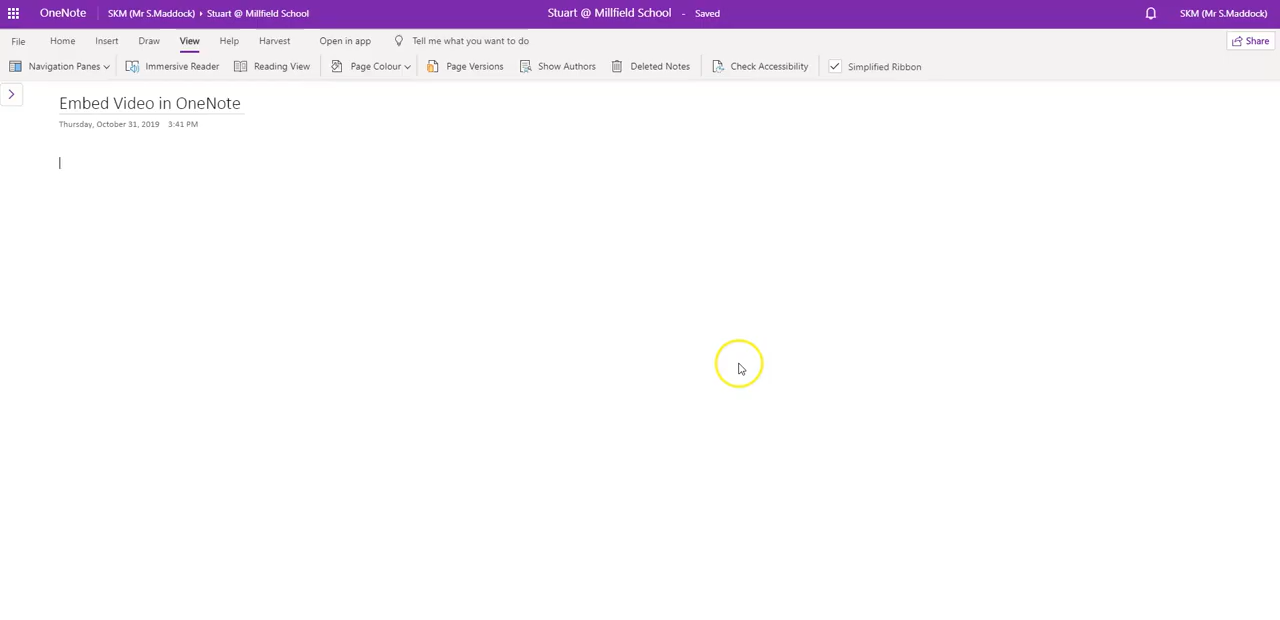 OneNote SKM (Mr S.Maddock) › Stuart @ Millfield School Stuart @ Millfield School - Saved SKM (Mr S.Maddock)
File Home Insert Draw View Help Harvest Open in app Tell me what you want to do Share
Navigation Panes Immersive Reader Reading View Page Colour Page Versions Show Authors Deleted Notes Check Accessibility Simplified Ribbon
Embed Video in OneNote
Thursday, October 31, 2019 3:41 PM